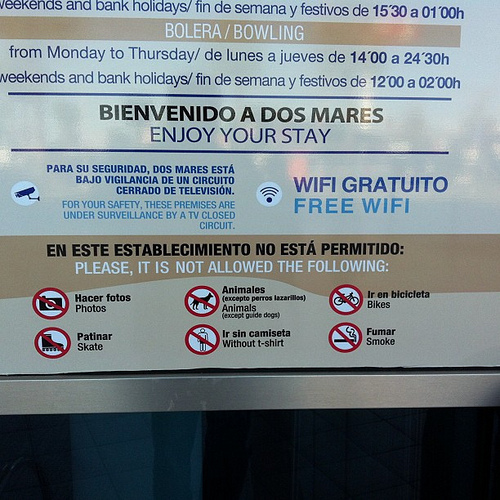 weekends and bank holidays/ fin de semana y festivos de 15´30 a 01´00h
BOLERA / BOWLING
from Monday to Thursday/ de lunes a jueves de 14´00 a 24´30h
weekends and bank holidays/ fin de semana y festivos de 12´00 a 02´00h
BIENVENIDO A DOS MARES
ENJOY YOUR STAY
PARA SU SEGURIDAD, DOS MARES ESTÁ
BAJO VIGILANCIA DE UN CIRCUITO
CERRADO DE TELEVISIÓN.
FOR YOUR SAFETY, THESE PREMISES ARE
UNDER SURVEILLANCE BY A TV CLOSED
CIRCUIT.
WIFI GRATUITO
FREE WIFI
EN ESTE ESTABLECIMIENTO NO ESTÁ PERMITIDO:
PLEASE, IT IS NOT ALLOWED THE FOLLOWING:
Hacer fotos
Photos
Animales
(excepto perros lazarillos)
Animals
(except guide dogs)
Ir en bicicleta
Bikes
Patinar
Skate
Ir sin camiseta
Without t-shirt
Fumar
Smoke